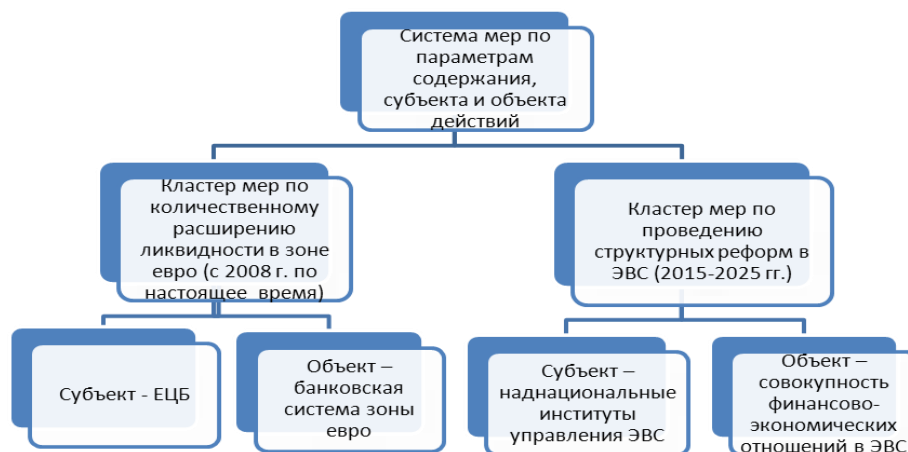 Система мер по
параметрам
содержания,
субъекта и объекта
действий
Кластер мер по
количественному
расширению
ликвидности в зоне
евро (с 2008 г. по
настоящее время)
Кластер мер по
проведению
структурных реформ в
ЭВС (2015-2025 гг.)
Субъект - ЕЦБ
Объект –
банковская
система зоны
евро
Субъект –
наднациональные
институты
управления ЭВС
Объект –
совокупность
финансово-
экономических
отношений в ЭВС